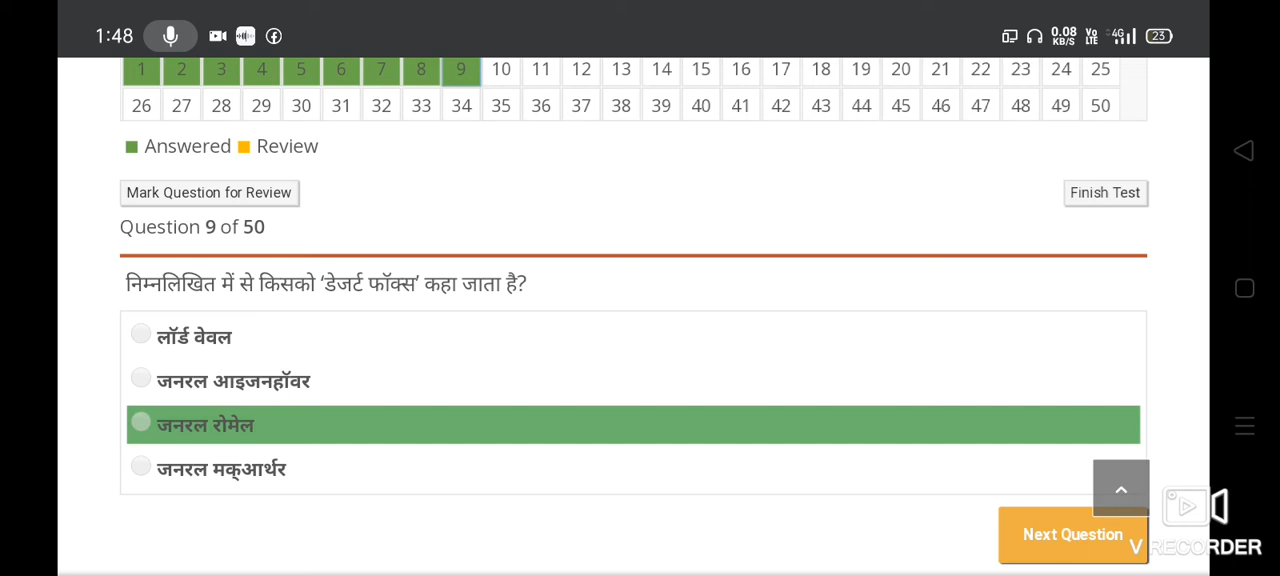 1:48 0.08 KB/S Vo LTE 4G 23
1 2 3 4 5 6 7 8 9 10 11 12 13 14 15 16 17 18 19 20 21 22 23 24 25
26 27 28 29 30 31 32 33 34 35 36 37 38 39 40 41 42 43 44 45 46 47 48 49 50
Answered Review
Mark Question for Review Finish Test
Question 9 of 50
निम्नलिखित में से किसको ‘डेजर्ट फॉक्स’ कहा जाता है?
लॉर्ड वेवल
जनरल आइजनहॉवर
जनरल रोमेल
जनरल मक्आर्थर
Next Question
V RECORDER